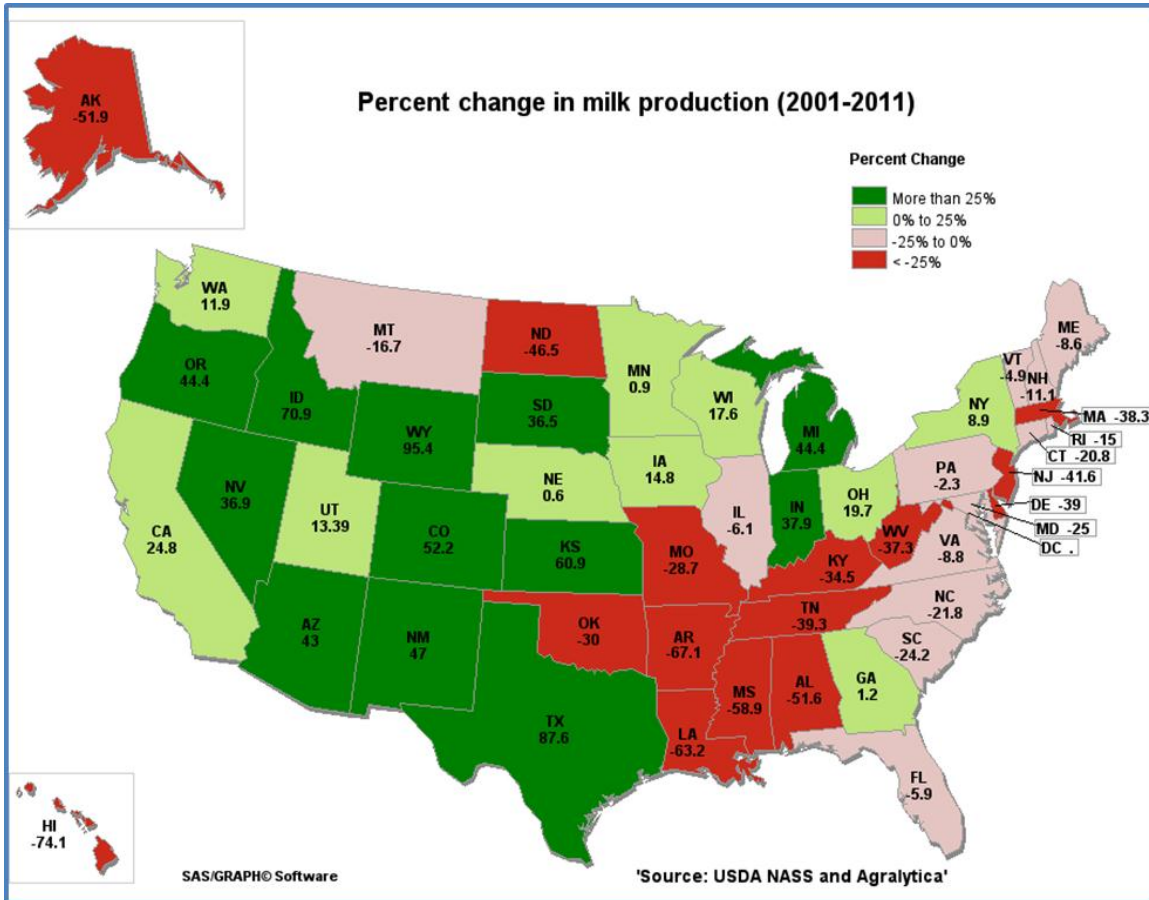 Percent change in milk production (2001-2011)
Percent Change
More than 25%
0% to 25%
-25% to 0%
< -25%
AK
-51.9
WA
11.9
MT
-16.7
ND
-46.5
MN
0.9
ME
-8.6
VT
-4.9
NH
-11.1
OR
44.4
ID
70.9
WY
95.4
SD
36.5
WI
17.6
MI
44.4
NY
8.9
MA -38.3
RI -15
CT -20.8
NJ -41.6
DE -39
MD -25
DC .
NV
36.9
UT
13.39
CA
24.8
CO
52.2
NE
0.6
IA
14.8
IL
-6.1
IN
37.9
OH
19.7
PA
-2.3
KS
60.9
MO
-28.7
KY
-34.5
WV
-37.3
VA
-8.8
NC
-21.8
TN
-39.3
SC
-24.2
AZ
43
NM
47
OK
-30
AR
-67.1
MS
-58.9
AL
-51.6
GA
1.2
TX
87.6
LA
-63.2
FL
-5.9
HI
-74.1
SAS/GRAPH© Software
'Source: USDA NASS and Agralytica'